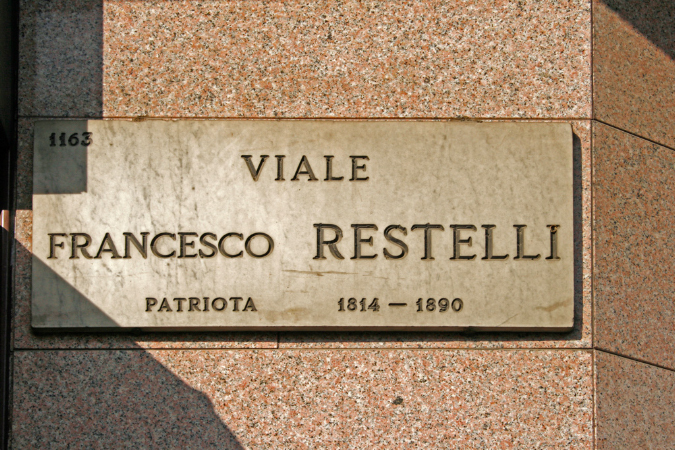 1163
VIALE
FRANCESCO RESTELLI
PATRIOTA 1814 — 1890